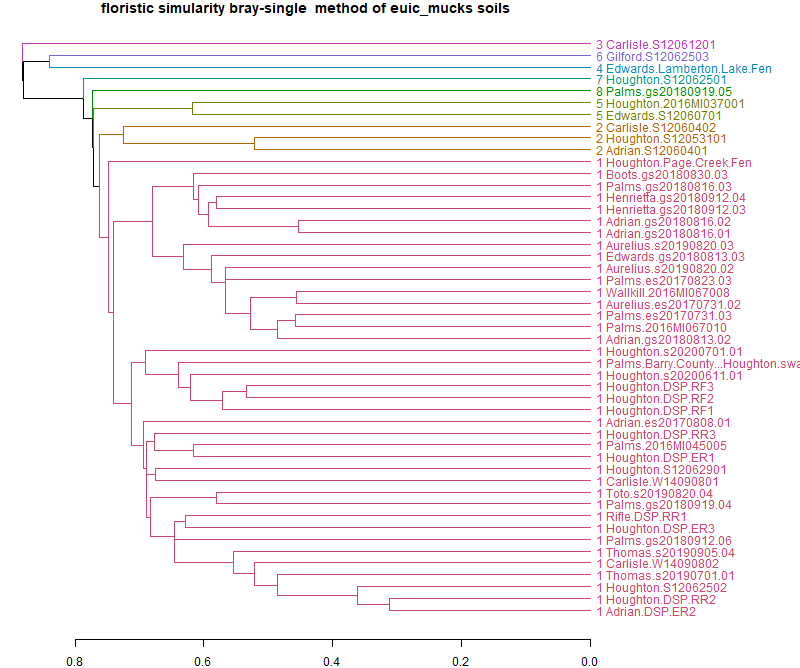 floristic simularity bray-single method of euic_mucks soils
3 Carlisle.S12061201
6 Gilford.S12062503
4 Edwards.Lamberton.Lake.Fen
7 Houghton.S12062501
8 Palms.gs20180919.05
5 Houghton.2016MI037001
5 Edwards.S12060701
2 Carlisle.S12060402
2 Houghton.S12053101
2 Adrian.S12060401
1 Houghton.Page.Creek.Fen
1 Boots.gs20180830.03
1 Palms.gs20180816.03
1 Henrietta.gs20180912.04
1 Henrietta.gs20180912.03
1 Adrian.gs20180816.02
1 Adrian.gs20180816.01
1 Aurelius.s20190820.03
1 Edwards.gs20180813.03
1 Aurelius.s20190820.02
1 Palms.es20170823.03
1 Wallkill.2016MI067008
1 Aurelius.es20170731.02
1 Palms.es20170731.03
1 Palms.2016MI067010
1 Adrian.gs20180813.02
1 Houghton.s20200701.01
1 Palms.Barry.County...Houghton.swa
1 Houghton.s20200611.01
1 Houghton.DSP.RF3
1 Houghton.DSP.RF2
1 Houghton.DSP.RF1
1 Adrian.es20170808.01
1 Houghton.DSP.RR3
1 Palms.2016MI045005
1 Houghton.DSP.ER1
1 Houghton.S12062901
1 Carlisle.W14090801
1 Toto.s20190820.04
1 Palms.gs20180919.04
1 Rifle.DSP.RR1
1 Houghton.DSP.ER3
1 Palms.gs20180912.06
1 Thomas.s20190905.04
1 Carlisle.W14090802
1 Thomas.s20190701.01
1 Houghton.S12062502
1 Houghton.DSP.RR2
1 Adrian.DSP.ER2
0.8 0.6 0.4 0.2 0.0